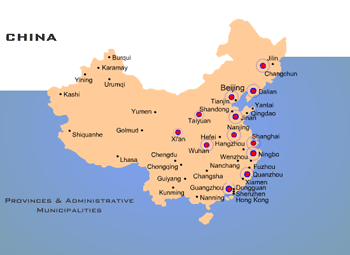 CHINA
Burqui
Karamay
Yining
Urumqi
Kashi
Jilin
Changchun
Beijing
Dalian
Tianjin
Yumen
Shandong
Yantai
Qingdao
Taiyuan
Jinan
Shiquanhe
Golmud
Xi'an
Nanjing
Hefei
Shanghai
Hangzhou
Wuhan
Lhasa
Chengdu
Wenzhou
Ningbo
Chongqing
Nanchang
Fuzhou
Guiyang
Changsha
Quanzhou
Xiamen
Kunming
Guangzhou
Dungguan
Shenzhen
Nanning
Hong Kong
Provinces & Administrative
Municipalities